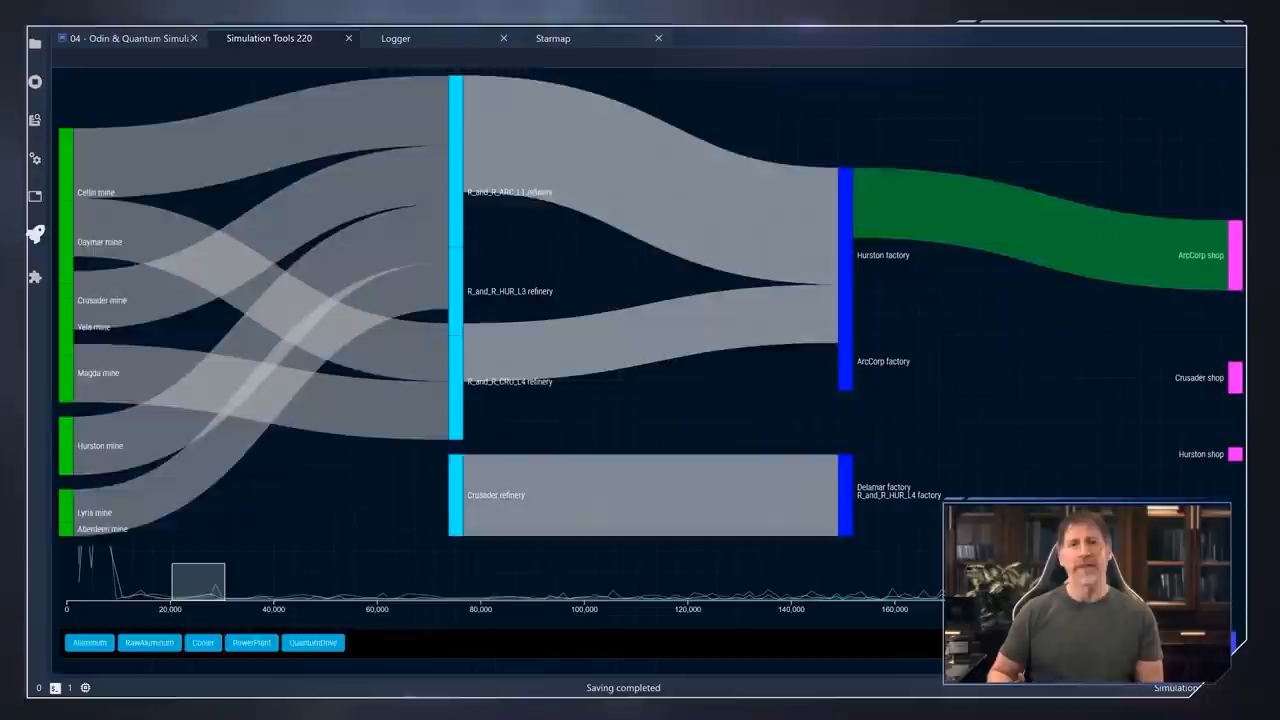 04 - Odin & Quantum Simula
Simulation Tools 220
Logger
Starmap
Cellin mine
Daymar mine
Crusader mine
Yela mine
Magda mine
Hurston mine
Lyria mine
Aberdeen mine
R_and_R_ARC_L1 refinery
R_and_R_HUR_L3 refinery
R_and_R_CRU_L4 refinery
Crusader refinery
Hurston factory
ArcCorp factory
Delamar factory
R_and_R_HUR_L4 factory
ArcCorp shop
Crusader shop
Hurston shop
0 20,000 40,000 60,000 80,000 100,000 120,000 140,000 160,000
Aluminum RawAluminum Cooler PowerPlant QuantumDrive
0 1 Saving completed Simulation